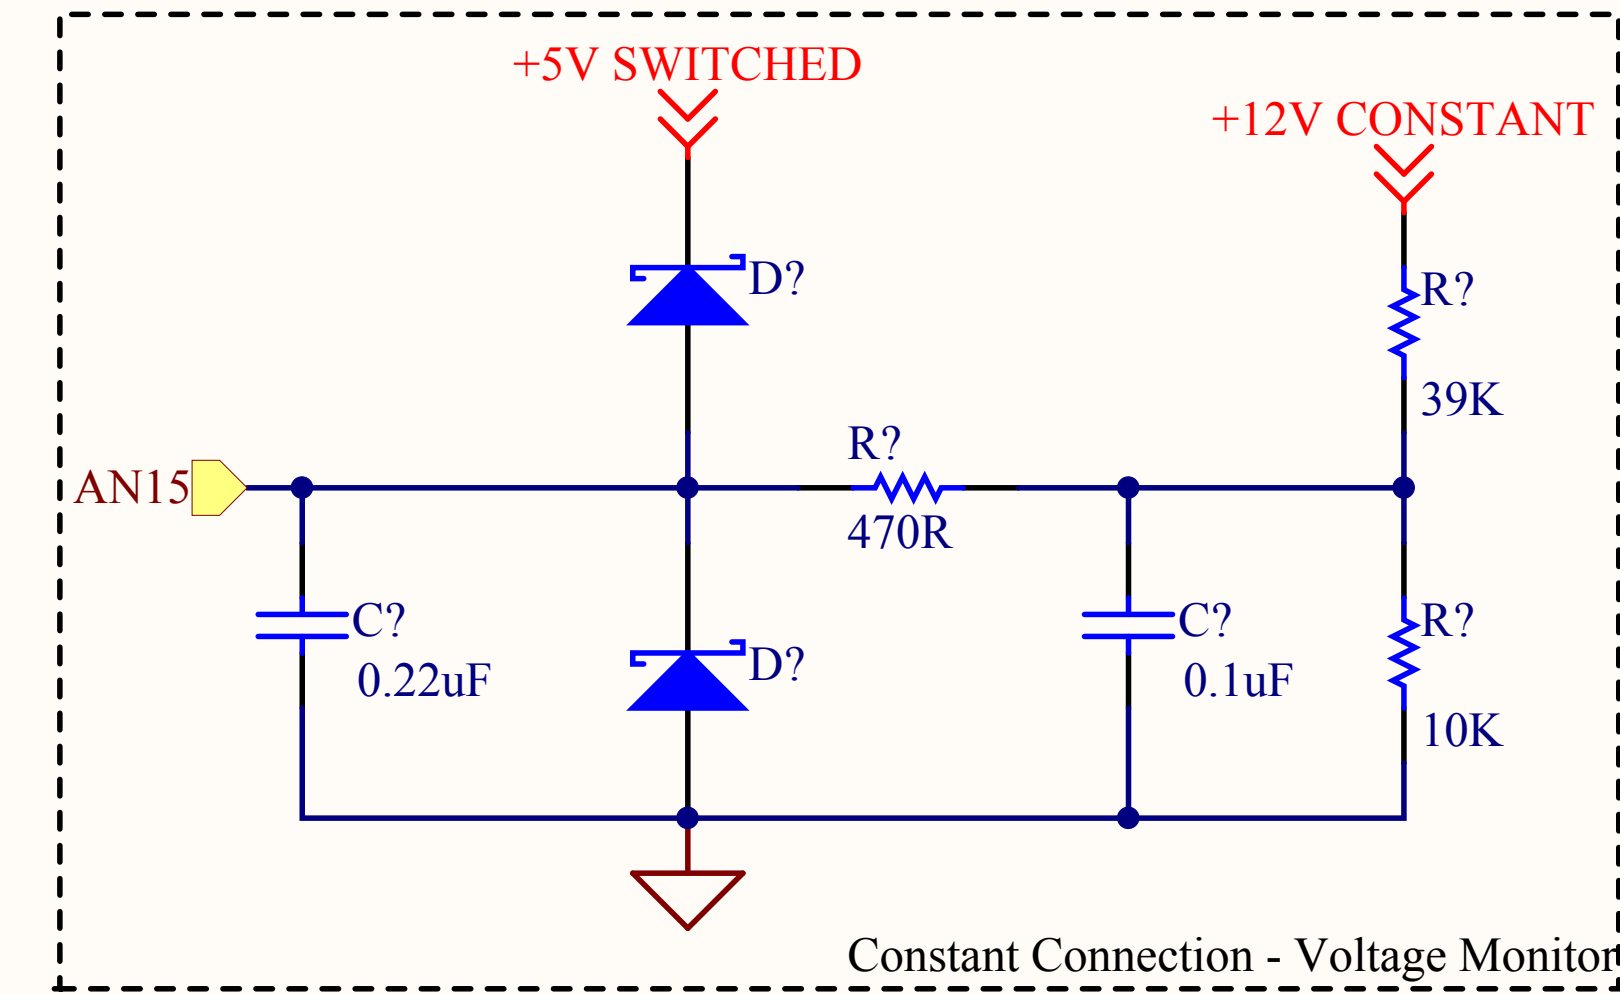 +5V SWITCHED
+12V CONSTANT
D?
R?
39K
R?
AN15
470R
C?
0.22uF
D?
C?
0.1uF
R?
10K
Constant Connection - Voltage Monitor